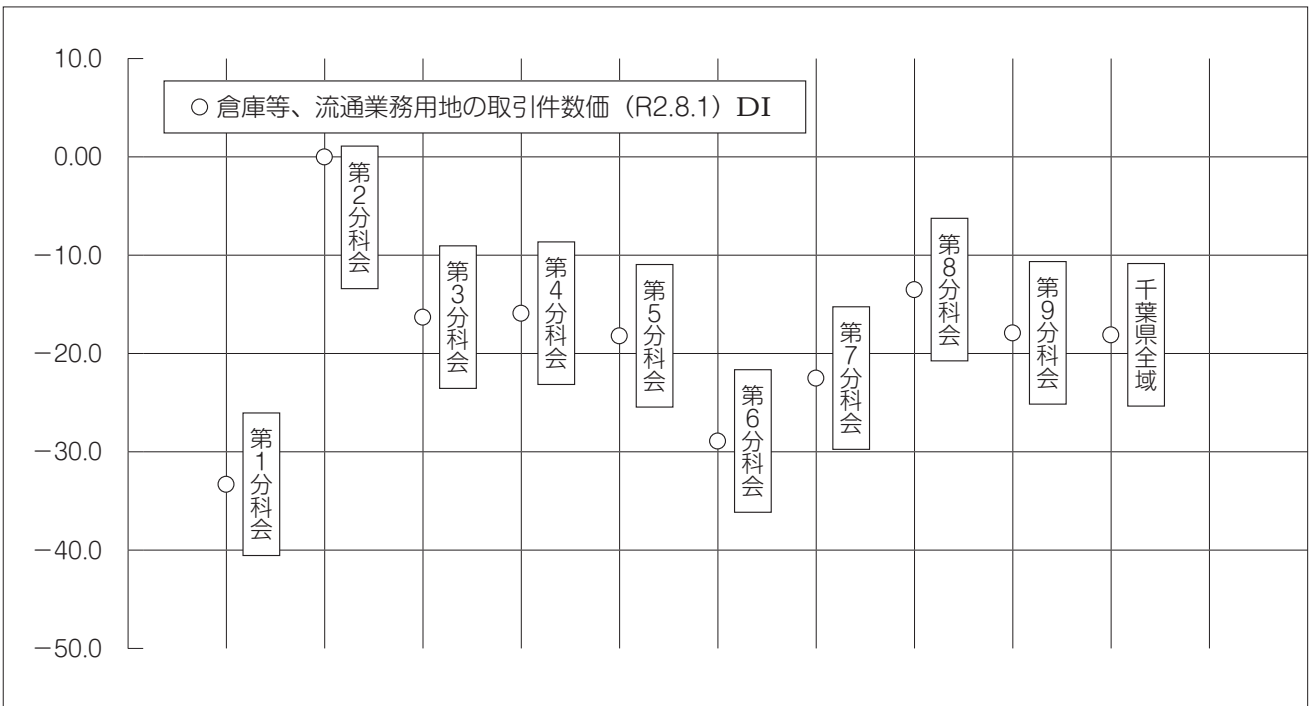 10.0
0.00
−10.0
−20.0
−30.0
−40.0
−50.0
○ 倉庫等、流通業務用地の取引件数価（R2.8.1）DI
第1分科会
第2分科会
第3分科会
第4分科会
第5分科会
第6分科会
第7分科会
第8分科会
第9分科会
千葉県全域